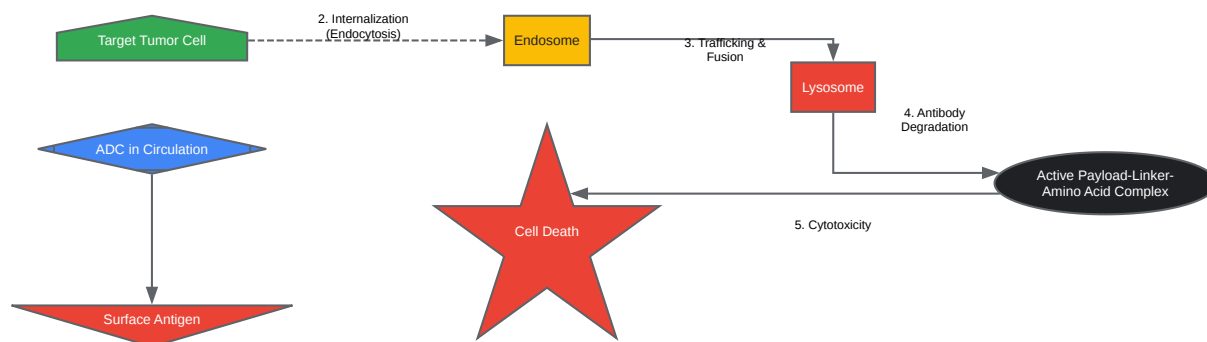 Target Tumor Cell
2. Internalization
(Endocytosis)
Endosome
3. Trafficking &
Fusion
Lysosome
4. Antibody
Degradation
ADC in Circulation
Active Payload-Linker-
Amino Acid Complex
5. Cytotoxicity
Cell Death
Surface Antigen